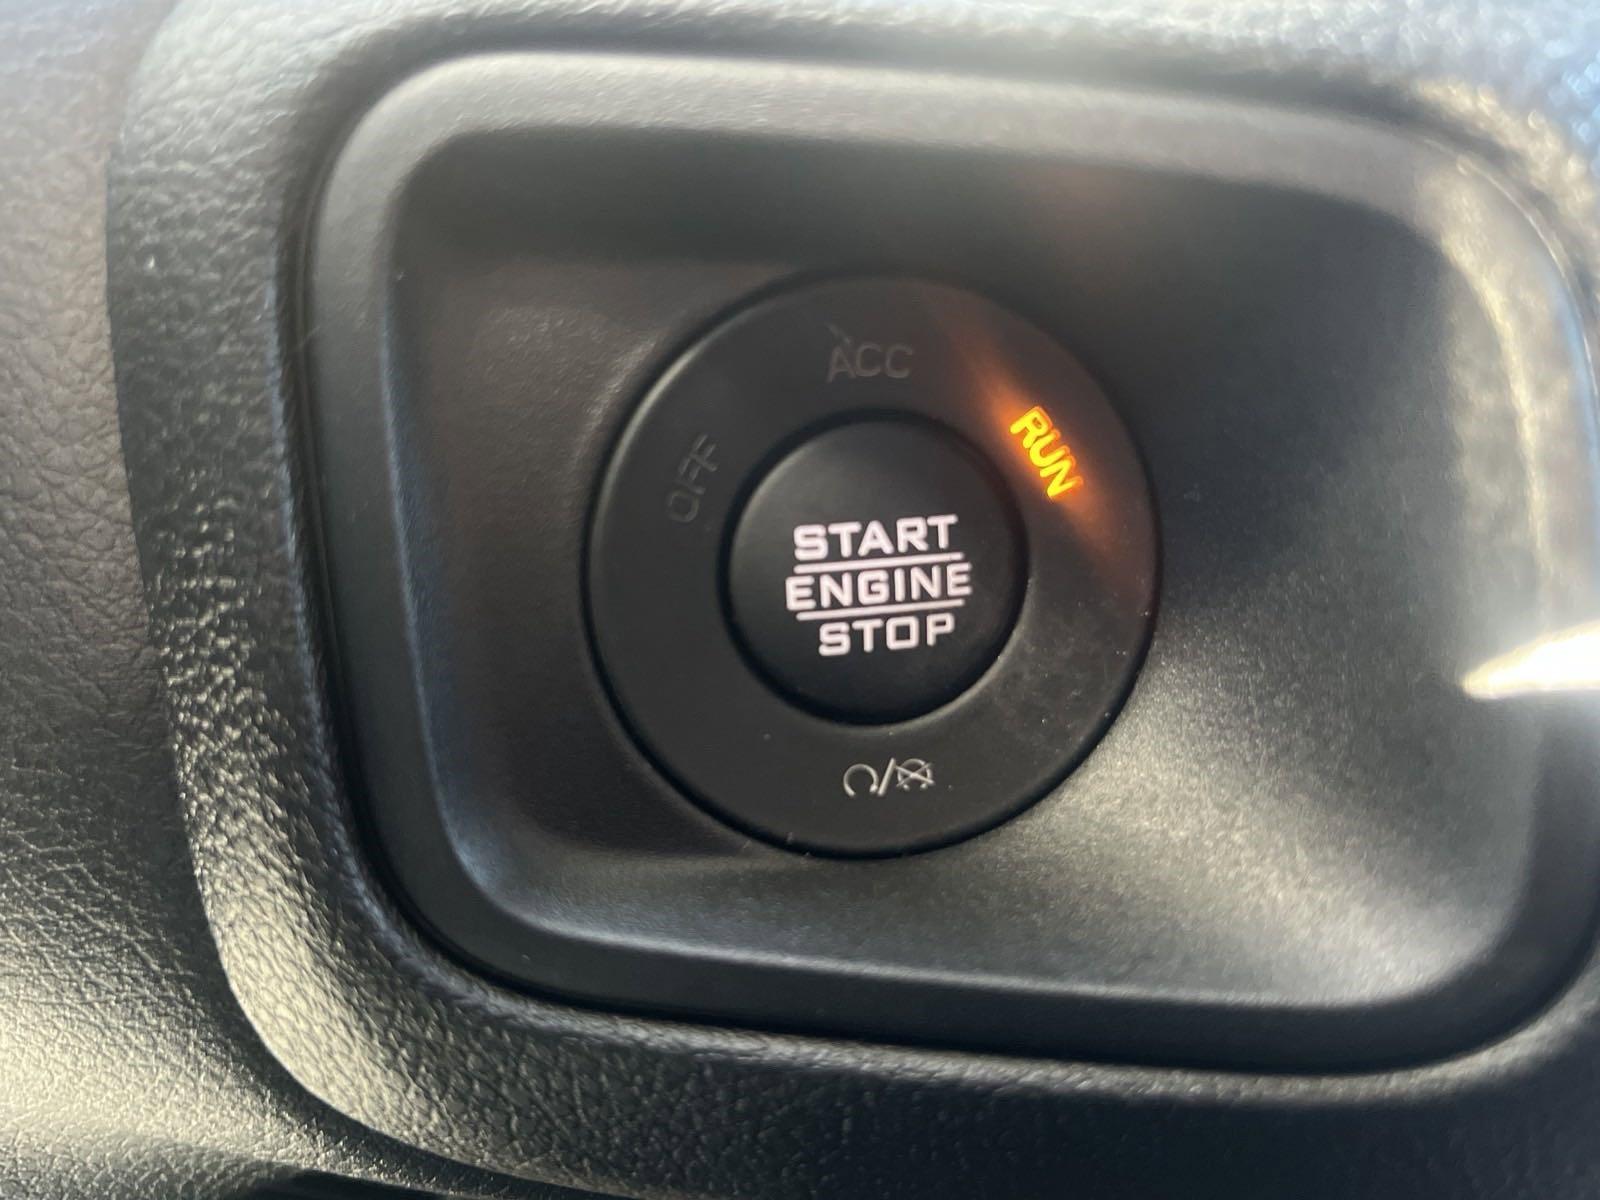 ACC
OFF
RUN
START
ENGINE
STOP